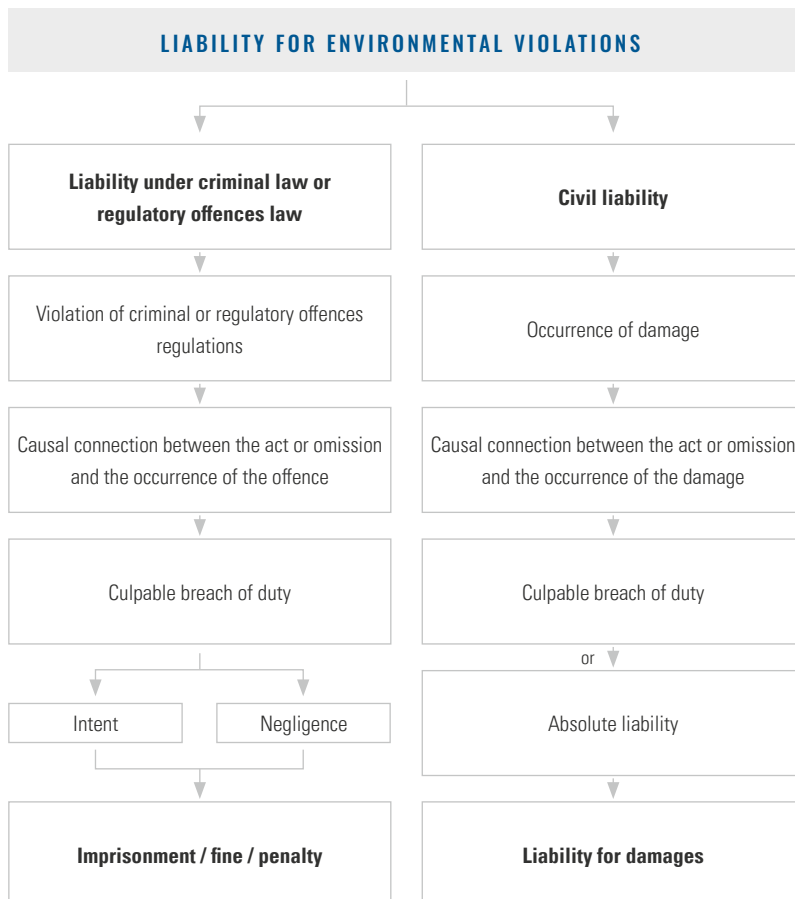 LIABILITY FOR ENVIRONMENTAL VIOLATIONS
Liability under criminal law or
regulatory offences law
Violation of criminal or regulatory offences
regulations
Causal connection between the act or omission
and the occurrence of the offence
Culpable breach of duty
Intent
Negligence
Imprisonment / fine / penalty
Civil liability
Occurrence of damage
Causal connection between the act or omission
and the occurrence of the damage
Culpable breach of duty
or
Absolute liability
Liability for damages